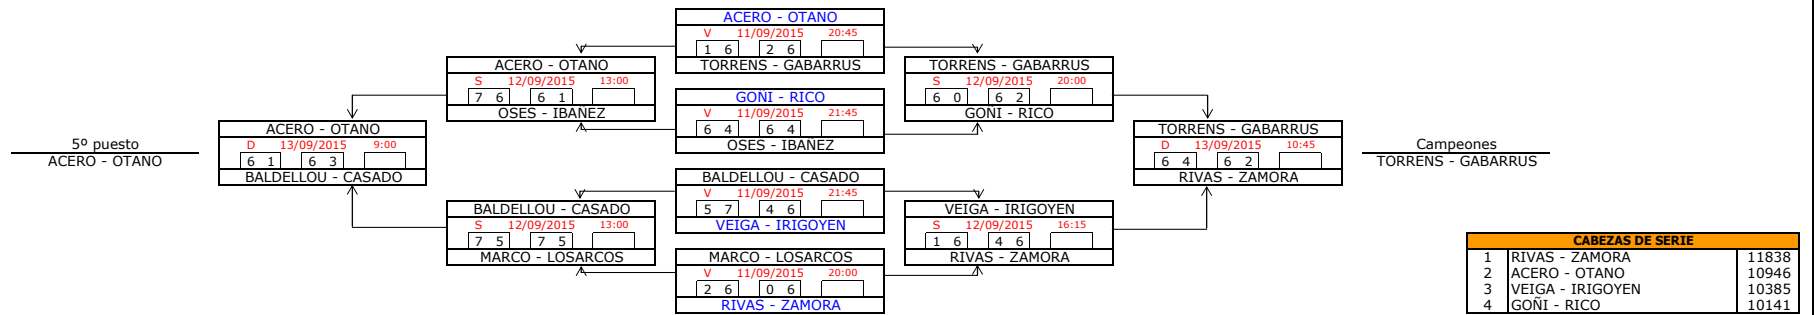 5º puesto
ACERO - OTANO
ACERO - OTANO
D 13/09/2015 9:00
6 1 6 3
BALDELLOU - CASADO
ACERO - OTANO
S 12/09/2015 13:00
7 6 6 1
OSES - IBAÑEZ
BALDELLOU - CASADO
S 12/09/2015 13:00
7 5 7 5
MARCO - LOSARCOS
ACERO - OTANO
V 11/09/2015 20:45
1 6 2 6
TORRENS - GABARRUS
GOÑI - RICO
V 11/09/2015 21:45
6 4 6 4
OSES - IBAÑEZ
BALDELLOU - CASADO
V 11/09/2015 21:45
5 7 4 6
VEIGA - IRIGOYEN
MARCO - LOSARCOS
V 11/09/2015 20:00
2 6 0 6
RIVAS - ZAMORA
TORRENS - GABARRUS
S 12/09/2015 20:00
6 0 6 2
GOÑI - RICO
VEIGA - IRIGOYEN
S 12/09/2015 16:15
1 6 4 6
RIVAS - ZAMORA
TORRENS - GABARRUS
D 13/09/2015 10:45
6 4 6 2
RIVAS - ZAMORA
Campeones
TORRENS - GABARRUS
CABEZAS DE SERIE
1 RIVAS - ZAMORA 11838
2 ACERO - OTANO 10946
3 VEIGA - IRIGOYEN 10385
4 GOÑI - RICO 10141